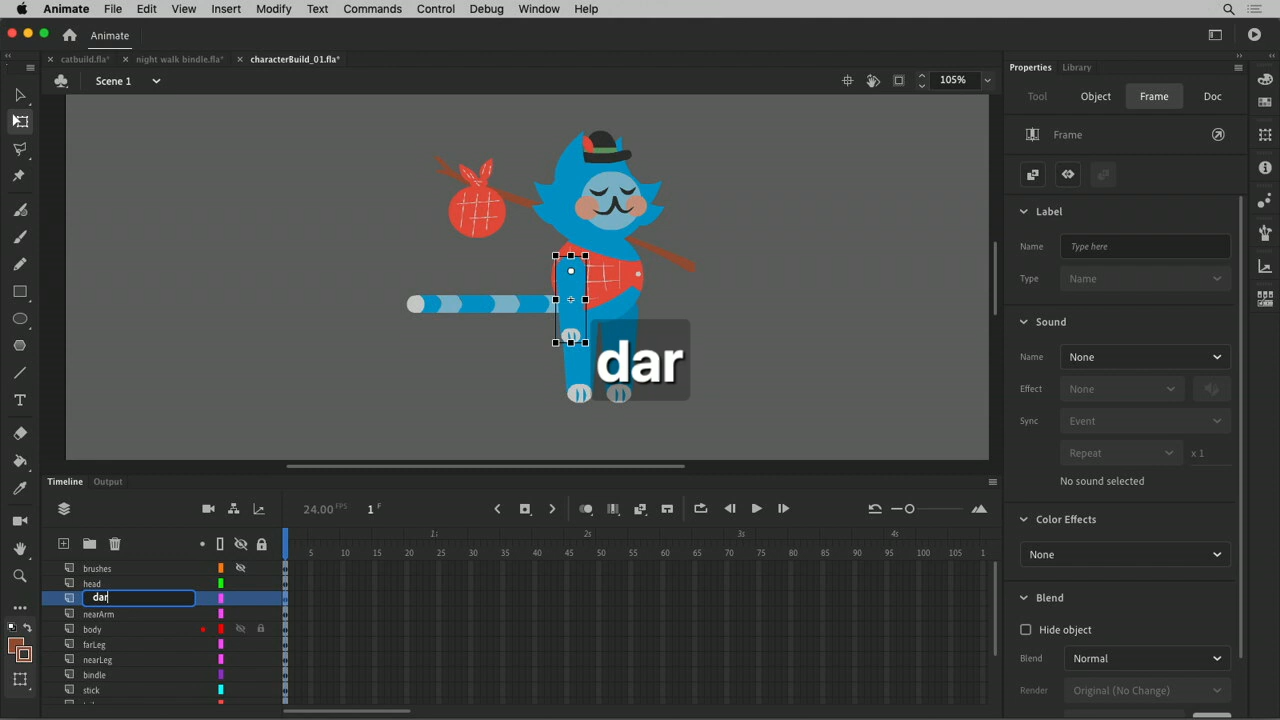 Animate File Edit View Insert Modify Text Commands Control Debug Window Help
Animate
catbuild.fla* night walk bindle.fla* characterBuild_01.fla*
Scene 1 105%
Properties Library
Tool Object Frame Doc
Frame
Label
Name Type here
Type Name
Sound
Name None
Effect None
Sync Event
Repeat x 1
No sound selected
Color Effects
None
Blend
Hide object
Blend Normal
Render Original (No Change)
dar
Timeline Output
24.00 FPS 1 F
1s 2s 3s 4s
5 10 15 20 25 30 35 40 45 50 55 60 65 70 75 80 85 90 95 100 105 1
brushes
head
dar
nearArm
body
farLeg
nearLeg
bindle
stick